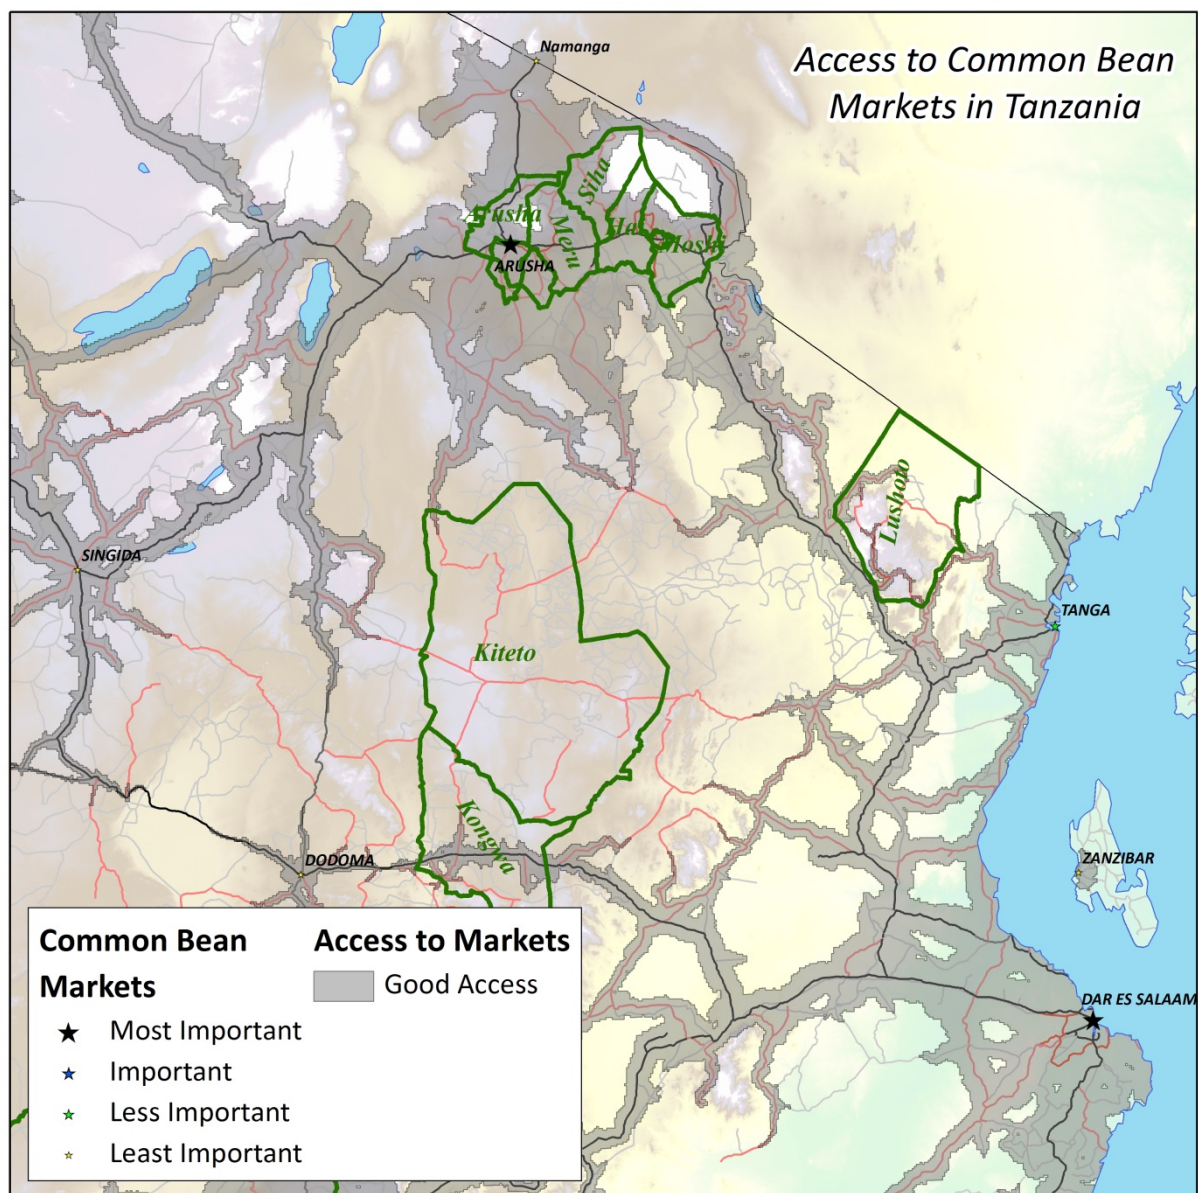 Access to Common Bean
Markets in Tanzania
Namanga
Siha
Arusha
Meru
Hai
Moshi
ARUSHA
Lushoto
SINGIDA
TANGA
Kiteto
Kongwa
DODOMA
ZANZIBAR
DAR ES SALAAM
Common Bean
Markets
Most Important
Important
Less Important
Least Important
Access to Markets
Good Access